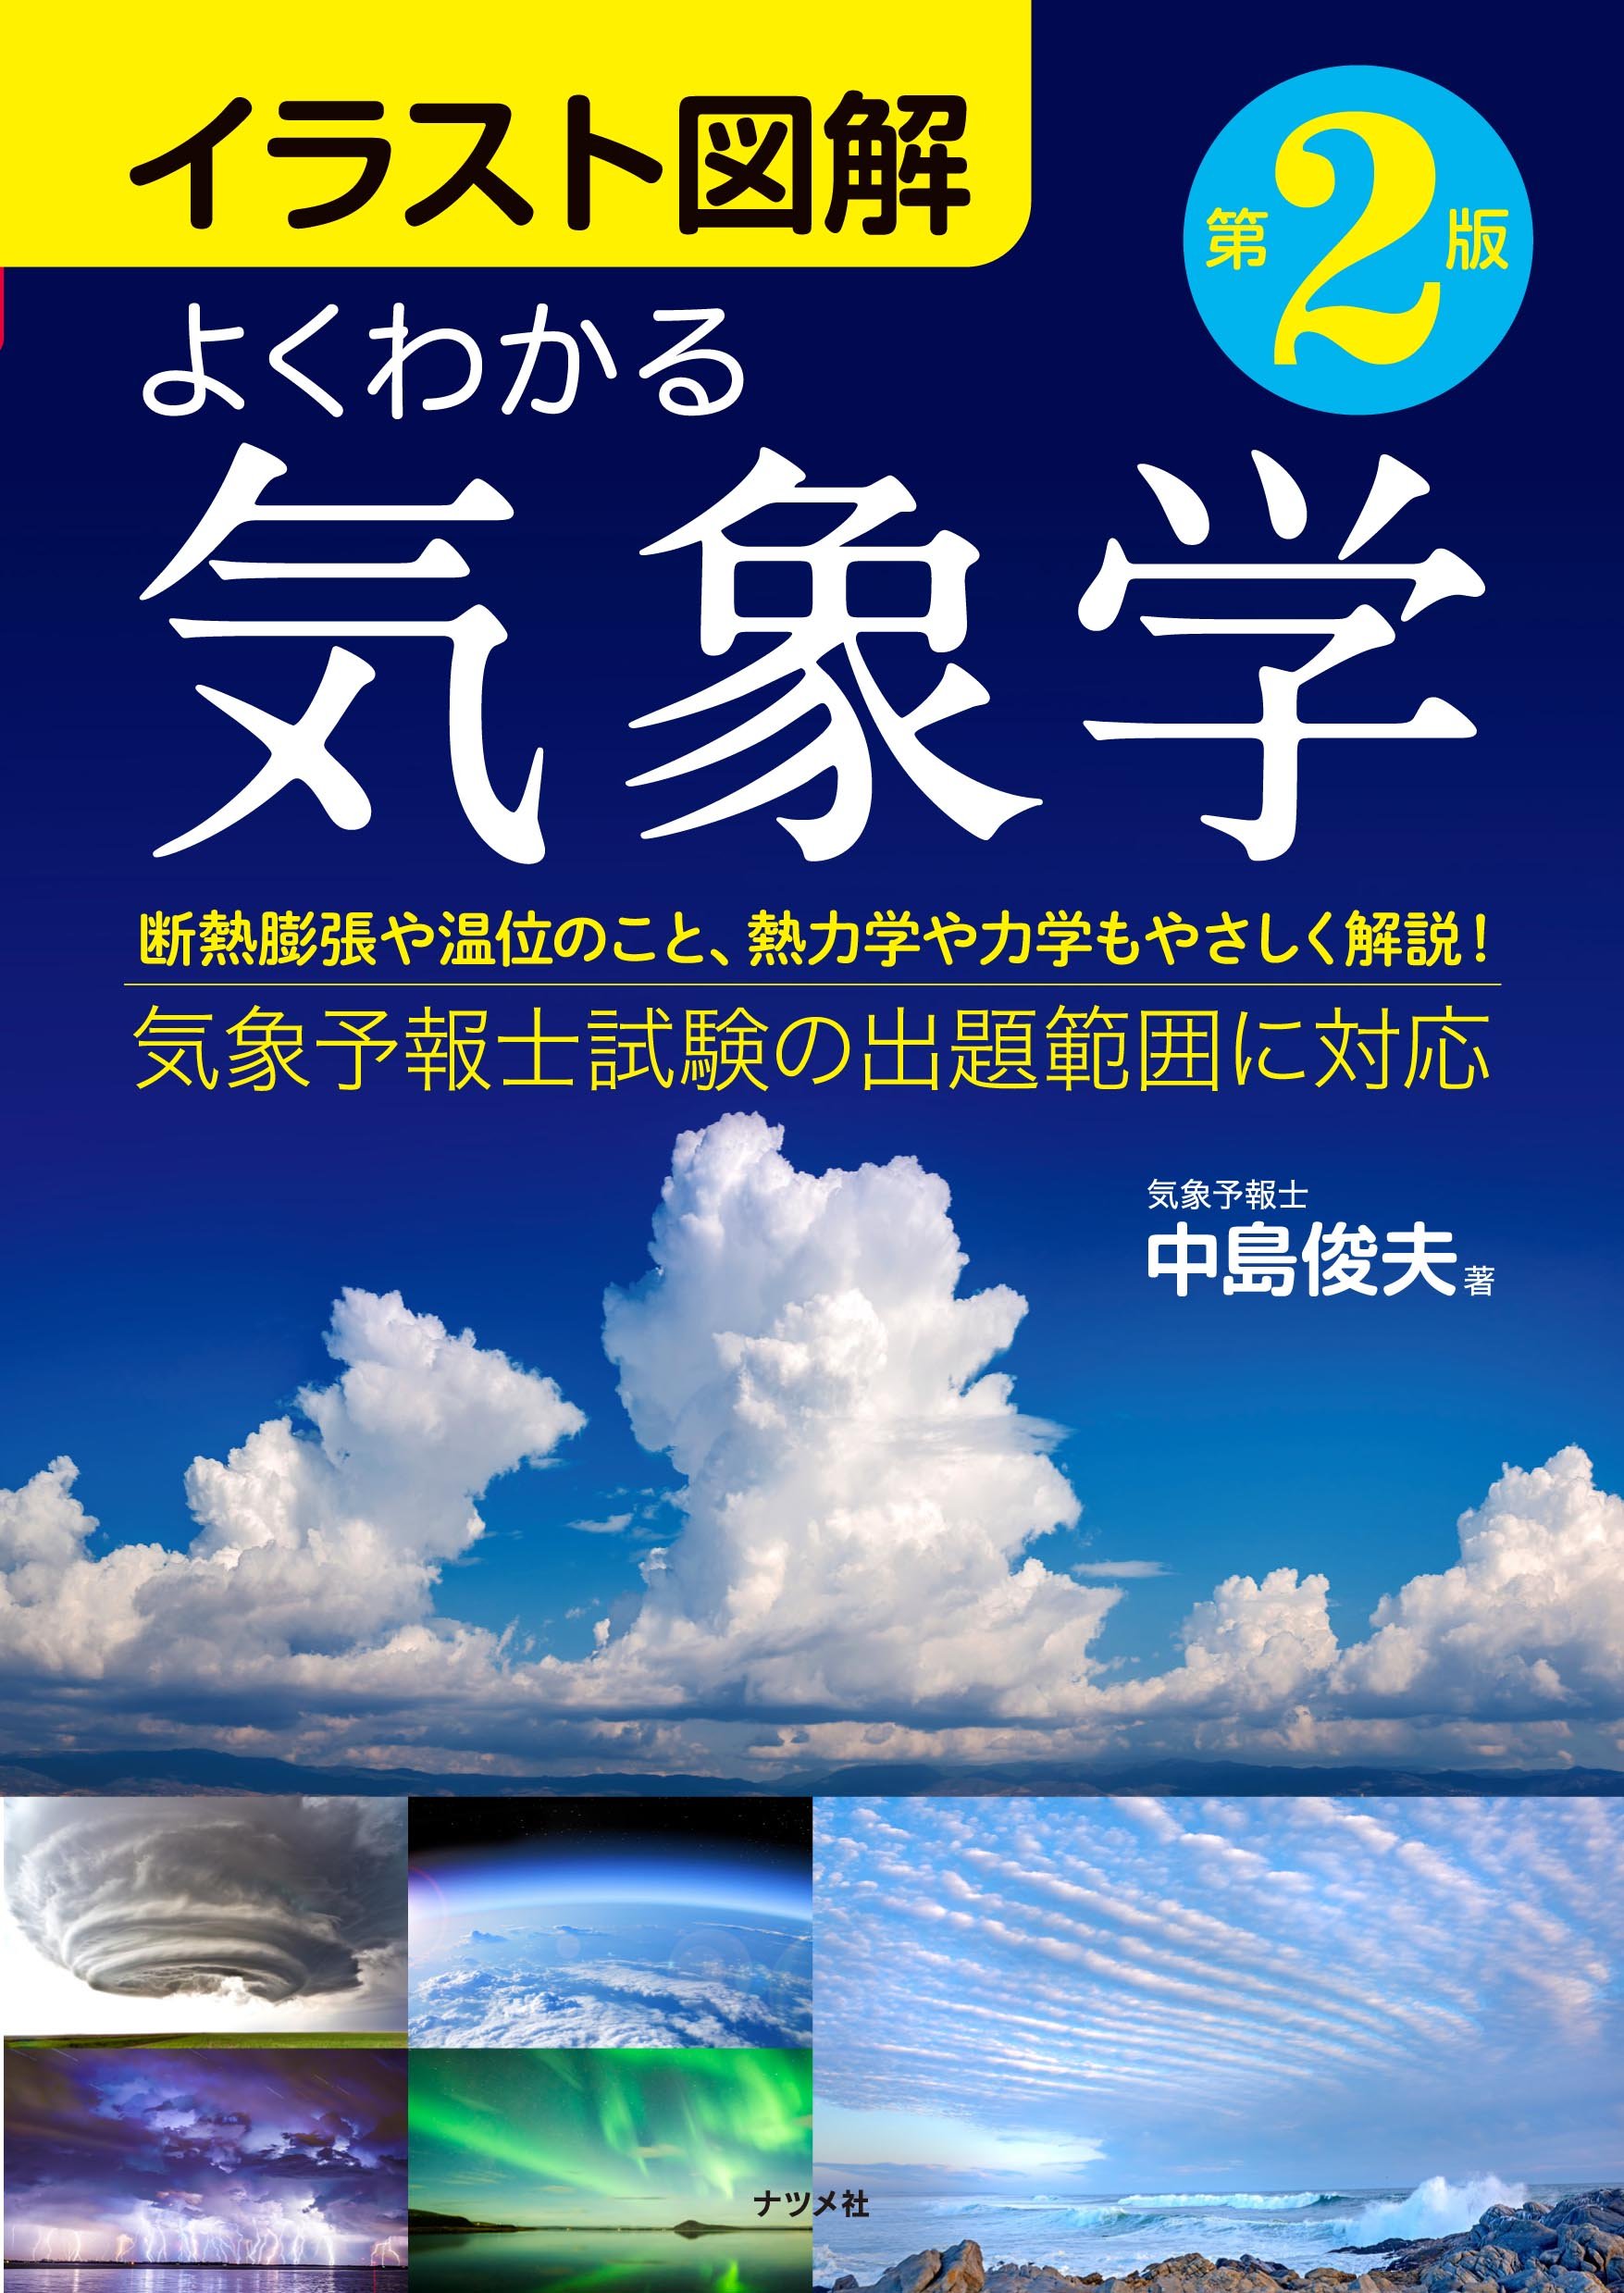 イラスト図解
第2版
よくわかる
気象学
断熱膨張や温位のこと、熱力学や力学もやさしく解説!
気象予報士試験の出題範囲に対応
気象予報士
中島俊夫 著
ナツメ社